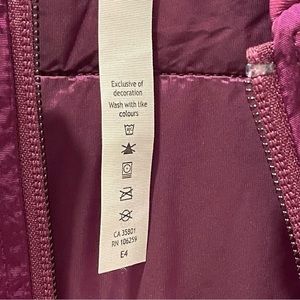 Exclusive of
decoration
Wash with like
colours
CA 35801
RN 106259
E4